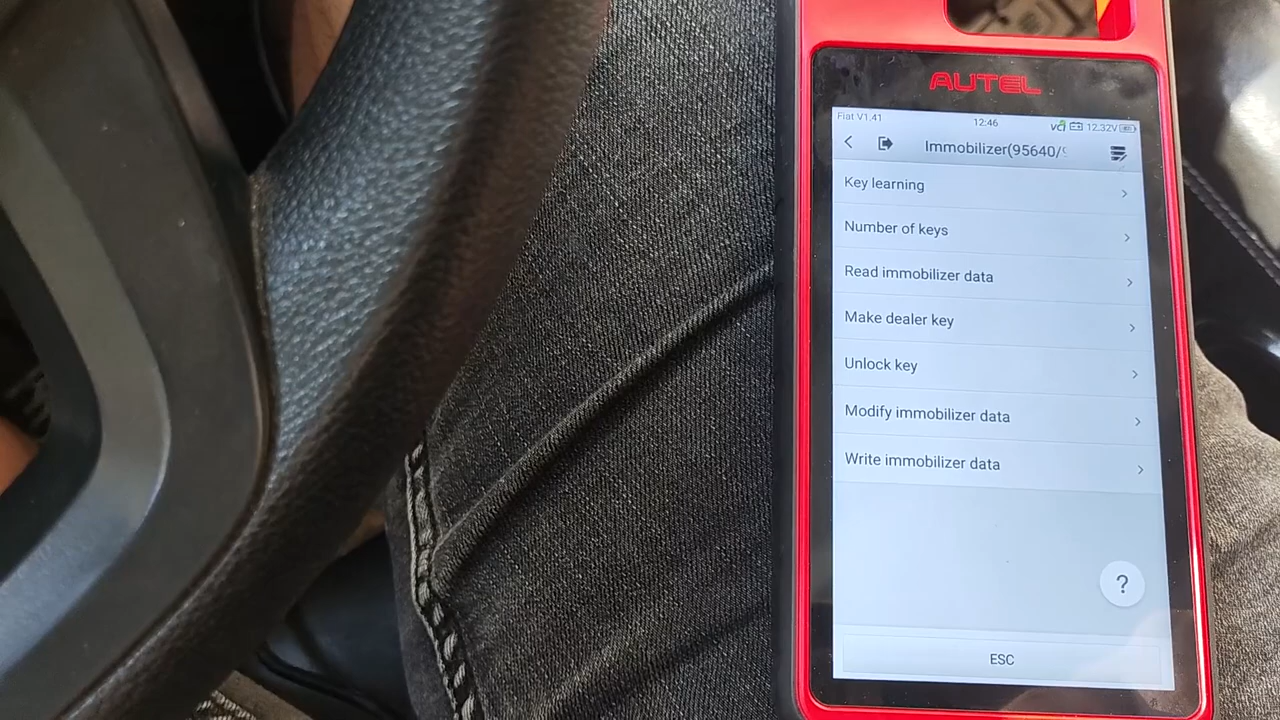 AUTEL
Fiat V1.41
12:46
VCI 12.32V
Immobilizer(95640/
Key learning
Number of keys
Read immobilizer data
Make dealer key
Unlock key
Modify immobilizer data
Write immobilizer data
?
ESC